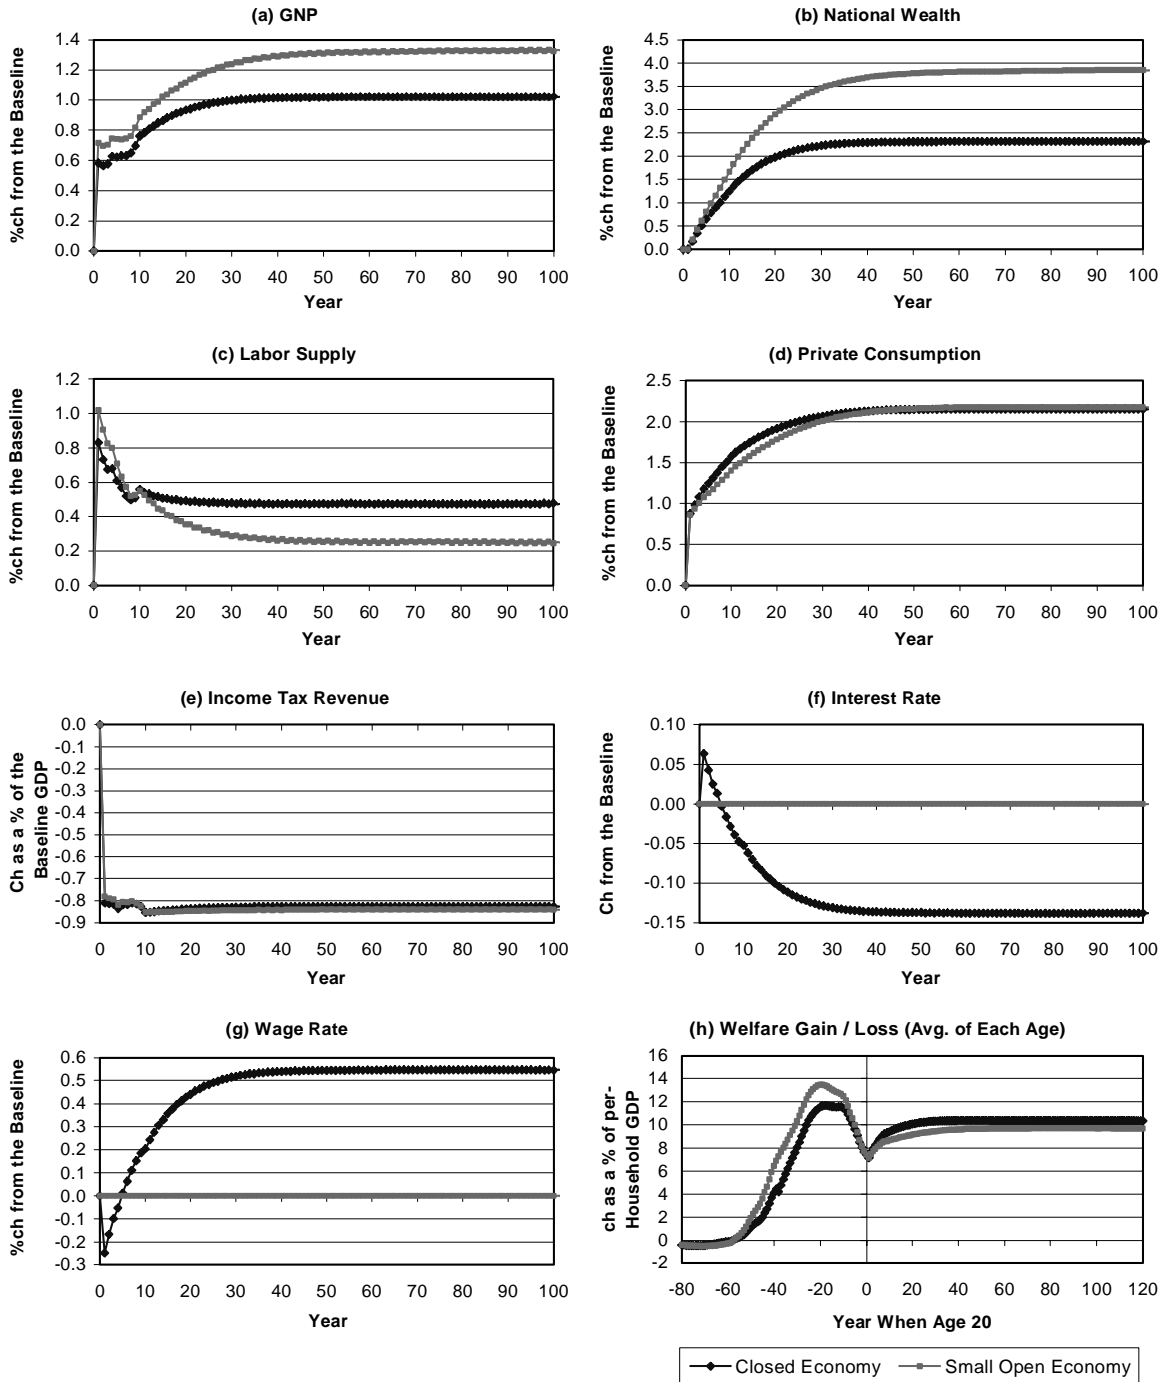 (a) GNP
%ch from the Baseline
1.4
1.2
1.0
0.8
0.6
0.4
0.2
0.0
0 10 20 30 40 50 60 70 80 90 100
Year
(b) National Wealth
%ch from the Baseline
4.5
4.0
3.5
3.0
2.5
2.0
1.5
1.0
0.5
0.0
0 10 20 30 40 50 60 70 80 90 100
Year
(c) Labor Supply
%ch from the Baseline
1.2
1.0
0.8
0.6
0.4
0.2
0.0
0 10 20 30 40 50 60 70 80 90 100
Year
(d) Private Consumption
%ch from the Baseline
2.5
2.0
1.5
1.0
0.5
0.0
0 10 20 30 40 50 60 70 80 90 100
Year
(e) Income Tax Revenue
Ch as a % of the
Baseline GDP
0.0
-0.1
-0.2
-0.3
-0.4
-0.5
-0.6
-0.7
-0.8
-0.9
0 10 20 30 40 50 60 70 80 90 100
Year
(f) Interest Rate
Ch from the Baseline
0.10
0.05
0.00
-0.05
-0.10
-0.15
0 10 20 30 40 50 60 70 80 90 100
Year
(g) Wage Rate
%ch from the Baseline
0.6
0.5
0.4
0.3
0.2
0.1
0.0
-0.1
-0.2
-0.3
0 10 20 30 40 50 60 70 80 90 100
Year
(h) Welfare Gain / Loss (Avg. of Each Age)
ch as a % of per-
Household GDP
16
14
12
10
8
6
4
2
0
-2
-80 -60 -40 -20 0 20 40 60 80 100 120
Year When Age 20
Closed Economy Small Open Economy